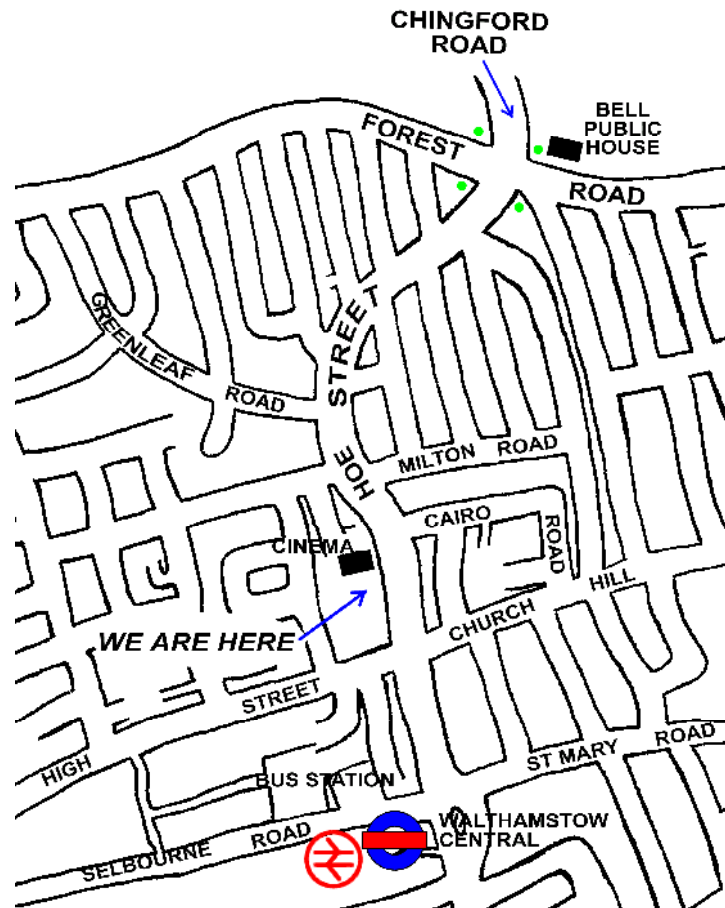 CHINGFORD
ROAD
BELL
PUBLIC
HOUSE
FOREST
ROAD
GREENLEAF
ROAD
HOE STREET
MILTON ROAD
CAIRO
ROAD
CINEMA
WE ARE HERE
CHURCH HILL
HIGH STREET
ST MARY ROAD
BUS STATION
WALTHAMSTOW
CENTRAL
SELBOURNE ROAD